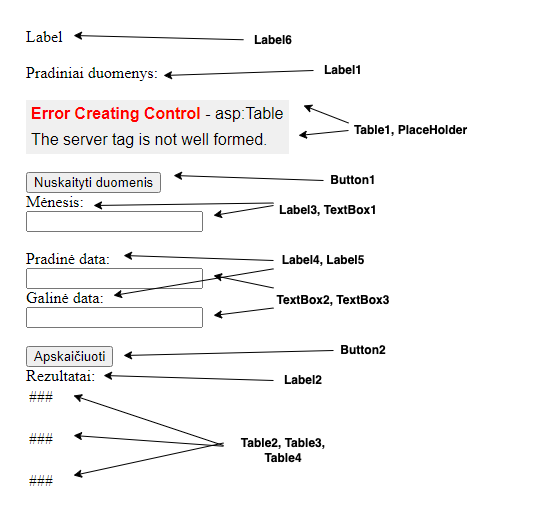 Label
Label6
Pradiniai duomenys:
Label1
Error Creating Control - asp:Table
The server tag is not well formed.
Table1, PlaceHolder
Nuskaityti duomenis
Button1
Mėnesis:
Label3, TextBox1
Pradinė data:
Label4, Label5
Galinė data:
TextBox2, TextBox3
Apskaičiuoti
Button2
Rezultatai:
Label2
###
###
Table2, Table3,
Table4
###